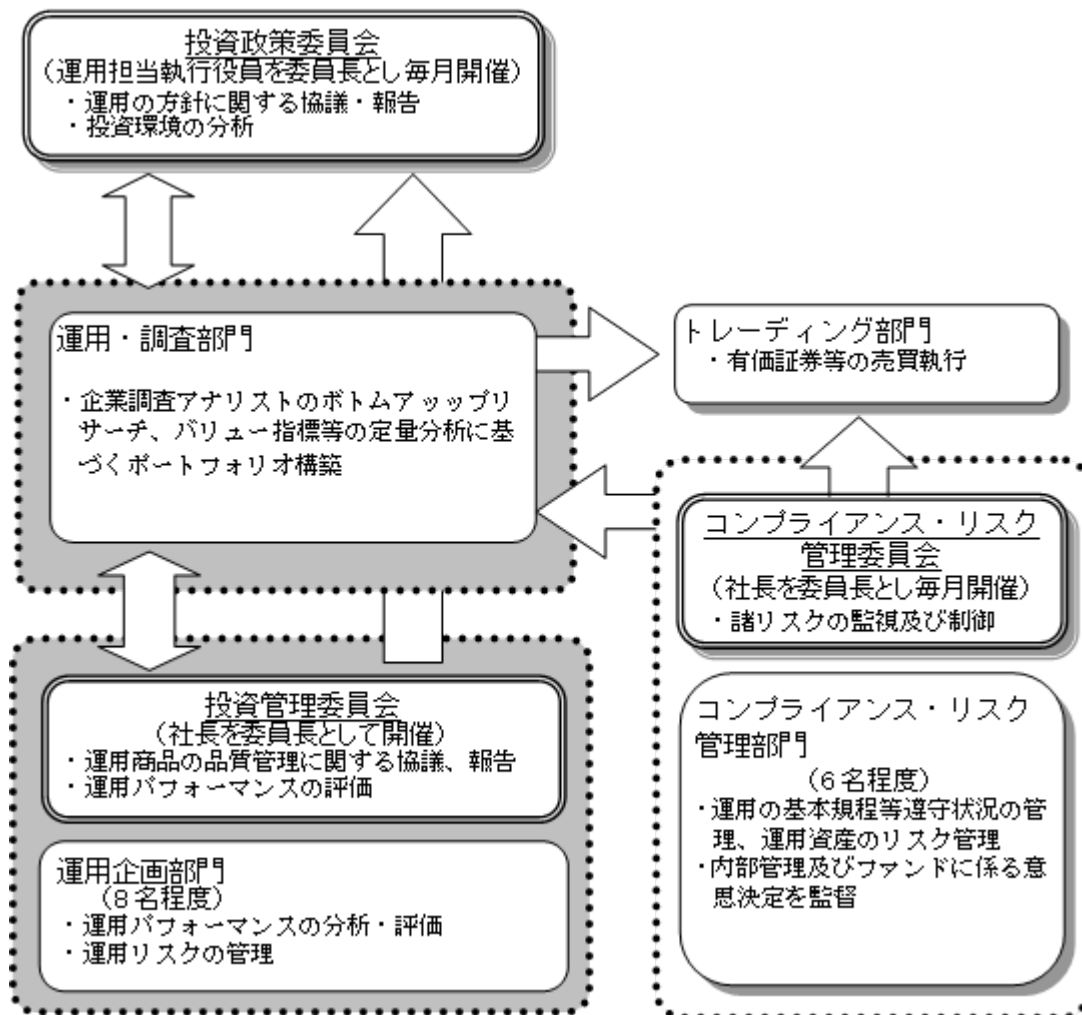 投資政策委員会
(運用担当執行役員を委員長とし毎月開催)
・運用の方針に関する協議・報告
・投資環境の分析
運用・調査部門
・企業調査アナリストのボトムアップリ
サーチ、バリュー指標等の定量分析に基
づくポートフォリオ構築
トレーディング部門
・有価証券等の売買執行
コンプライアンス・リスク
管理委員会
(社長を委員長とし毎月開催)
・諸リスクの監視及び制御
コンプライアンス・リスク
管理部門
(6名程度)
・運用の基本規程等遵守状況の管
理、運用資産のリスク管理
・内部管理及びファンドに係る意
思決定を監督
投資管理委員会
(社長を委員長として開催)
・運用商品の品質管理に関する協議、報告
・運用パフォーマンスの評価
運用企画部門
(8名程度)
・運用パフォーマンスの分析・評価
・運用リスクの管理